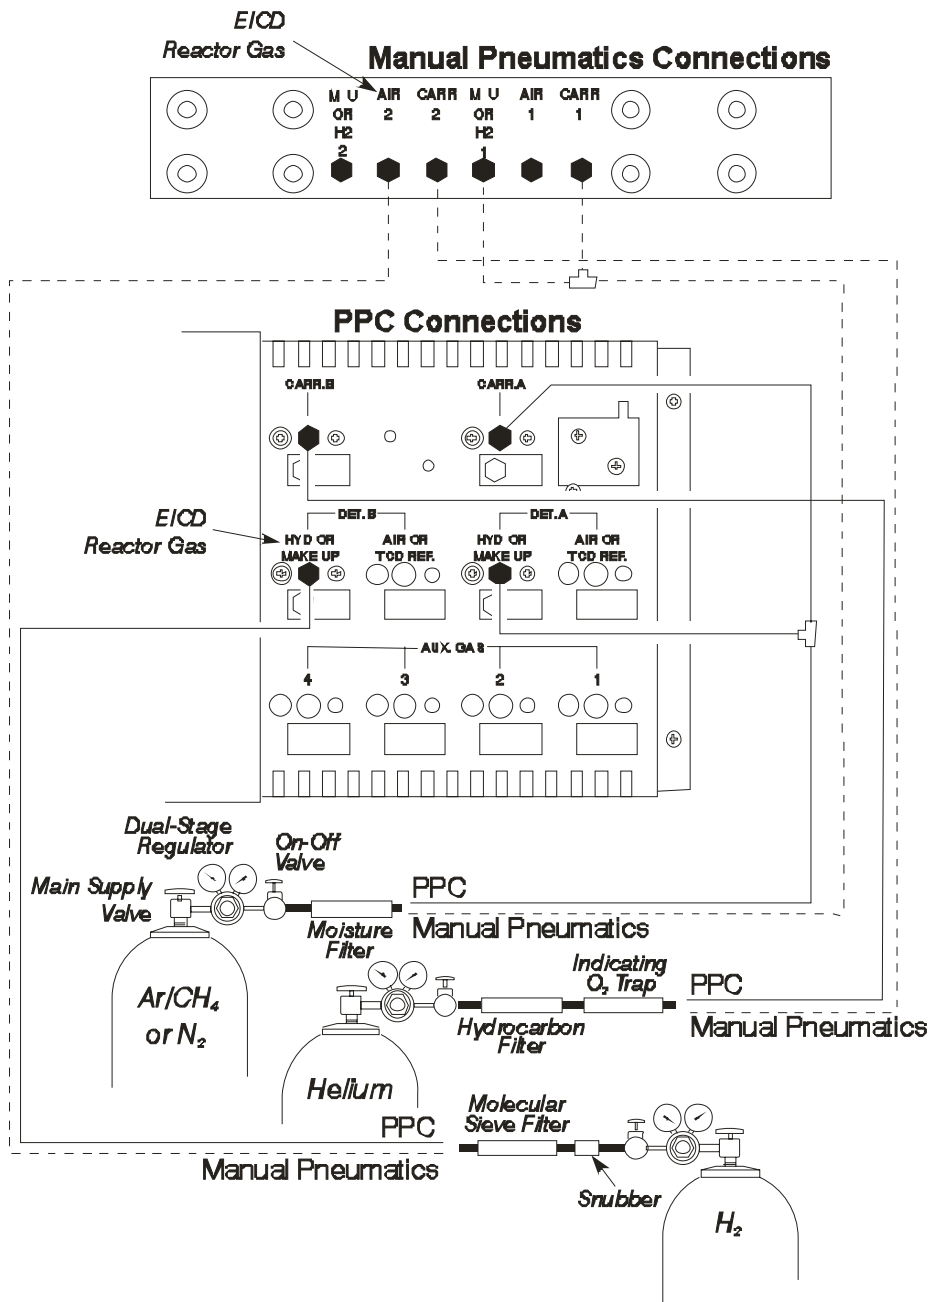 ElCD
Reactor Gas
Manual Pneumatics Connections
M U
OR
H2
2
AIR
2
CARR
2
M U
OR
H2
1
AIR
1
CARR
1
PPC Connections
CARR.B
CARR.A
ElCD
Reactor Gas
DET. B
DET. A
HYD OR
MAKE UP
AIR OR
TCD REF.
HYD OR
MAKE UP
AIR OR
TCD REF.
AUX. GAS
4
3
2
1
Dual-Stage
Regulator
On-Off
Valve
Main Supply
Valve
PPC
Moisture
Filter
Manual Pneumatics
Ar/CH₄
or N₂
Indicating
O₂ Trap
PPC
Hydrocarbon
Filter
Manual Pneumatics
Helium
Molecular
Sieve Filter
PPC
Manual Pneumatics
Snubber
H₂